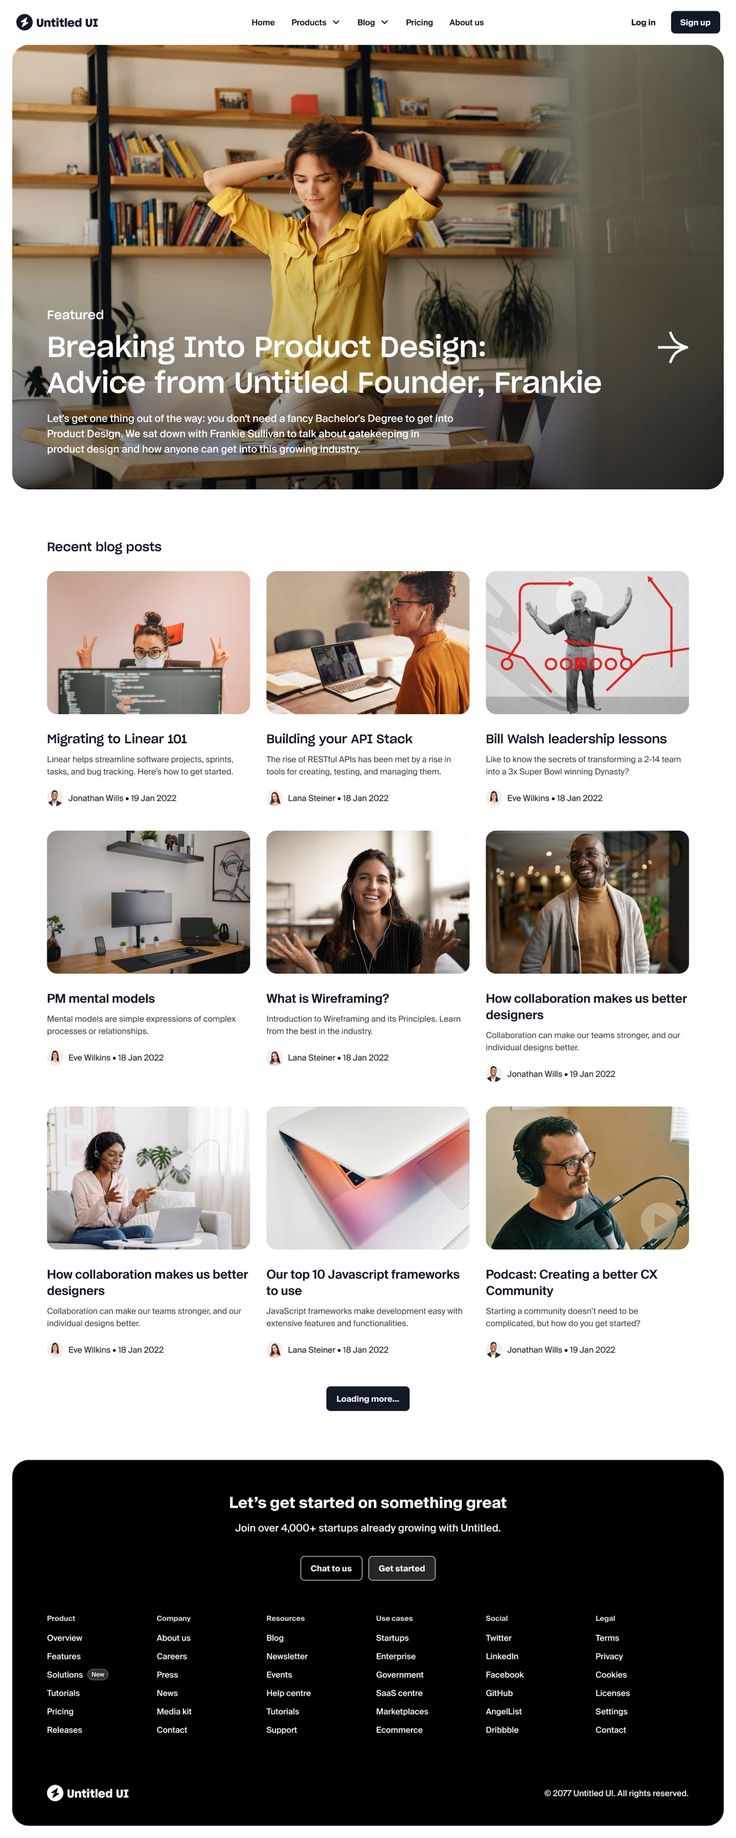 Untitled UI
Home Products Blog Pricing About us
Log in Sign up
Featured
Breaking Into Product Design:
Advice from Untitled Founder, Frankie
Let's get one thing out of the way: you don't need a fancy Bachelor's Degree to get into
Product Design. We sat down with Frankie Sullivan to talk about gatekeeping in
product design and how anyone can get into this growing industry.
Recent blog posts
Migrating to Linear 101
Linear helps streamline software projects, sprints,
tasks, and bug tracking. Here's how to get started.
Jonathan Wills • 19 Jan 2022
Building your API Stack
The rise of RESTful APIs has been met by a rise in
tools for creating, testing, and managing them.
Lana Steiner • 18 Jan 2022
Bill Walsh leadership lessons
Like to know the secrets of transforming a 2-14 team
into a 3x Super Bowl winning Dynasty?
Eve Wilkins • 18 Jan 2022
PM mental models
Mental models are simple expressions of complex
processes or relationships.
Eve Wilkins • 18 Jan 2022
What is Wireframing?
Introduction to Wireframing and its Principles. Learn
from the best in the industry.
Lana Steiner • 18 Jan 2022
How collaboration makes us better
designers
Collaboration can make our teams stronger, and our
individual designs better.
Jonathan Wills • 19 Jan 2022
How collaboration makes us better
designers
Collaboration can make our teams stronger, and our
individual designs better.
Eve Wilkins • 18 Jan 2022
Our top 10 Javascript frameworks
to use
JavaScript frameworks make development easy with
extensive features and functionalities.
Lana Steiner • 18 Jan 2022
Podcast: Creating a better CX
Community
Starting a community doesn't need to be
complicated, but how do you get started?
Jonathan Wills • 19 Jan 2022
Loading more...
Let's get started on something great
Join over 4,000+ startups already growing with Untitled.
Chat to us Get started
Product Company Resources Use cases Social Legal
Overview About us Blog Startups Twitter Terms
Features Careers Newsletter Enterprise LinkedIn Privacy
Solutions New Press Events Government Facebook Cookies
Tutorials News Help centre SaaS centre GitHub Licenses
Pricing Media kit Tutorials Marketplaces AngelList Settings
Releases Contact Support Ecommerce Dribbble Contact
Untitled UI
© 2077 Untitled UI. All rights reserved.